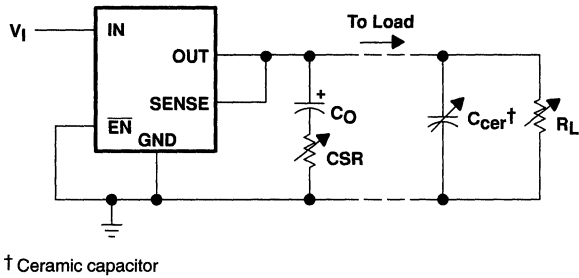 To Load
V_I
IN
OUT
SENSE
EN
GND
+
C_O
CSR
C_cer†
R_L
† Ceramic capacitor